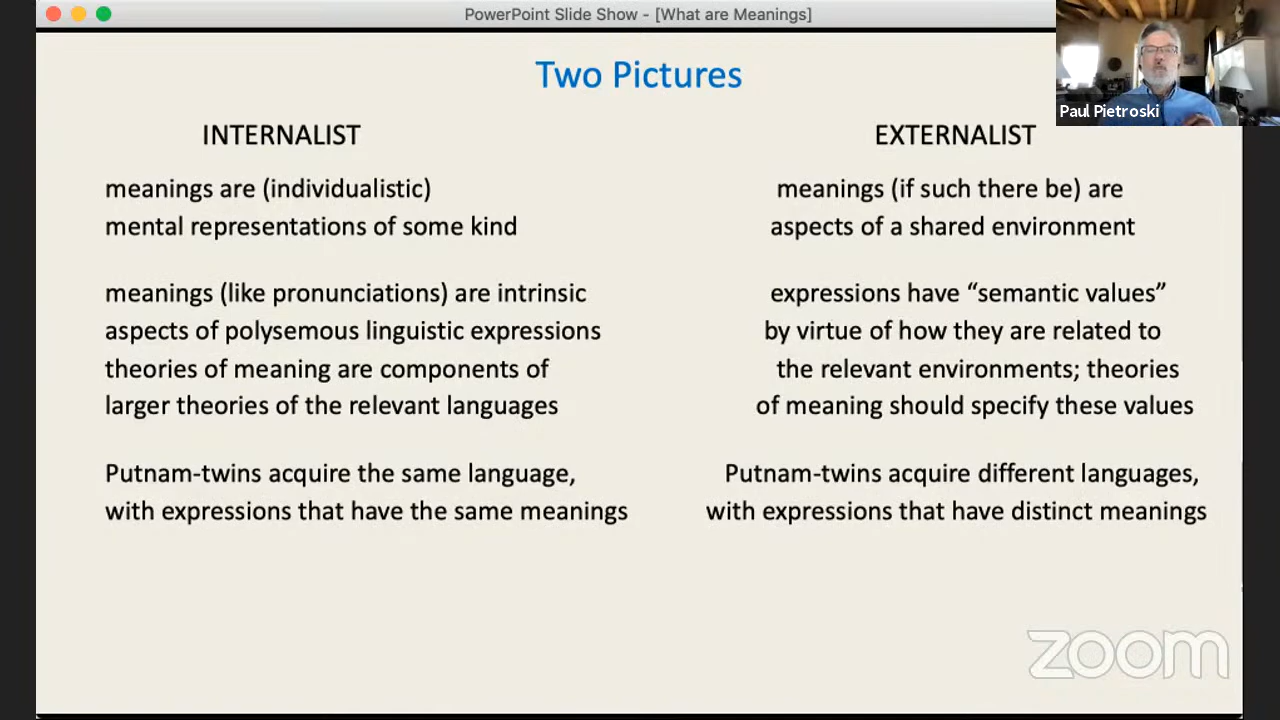 PowerPoint Slide Show - [What are Meanings]
Paul Pietroski
Two Pictures
INTERNALIST
meanings are (individualistic)
mental representations of some kind
meanings (like pronunciations) are intrinsic
aspects of polysemous linguistic expressions
theories of meaning are components of
larger theories of the relevant languages
Putnam-twins acquire the same language,
with expressions that have the same meanings
EXTERNALIST
meanings (if such there be) are
aspects of a shared environment
expressions have “semantic values”
by virtue of how they are related to
the relevant environments; theories
of meaning should specify these values
Putnam-twins acquire different languages,
with expressions that have distinct meanings
zoom